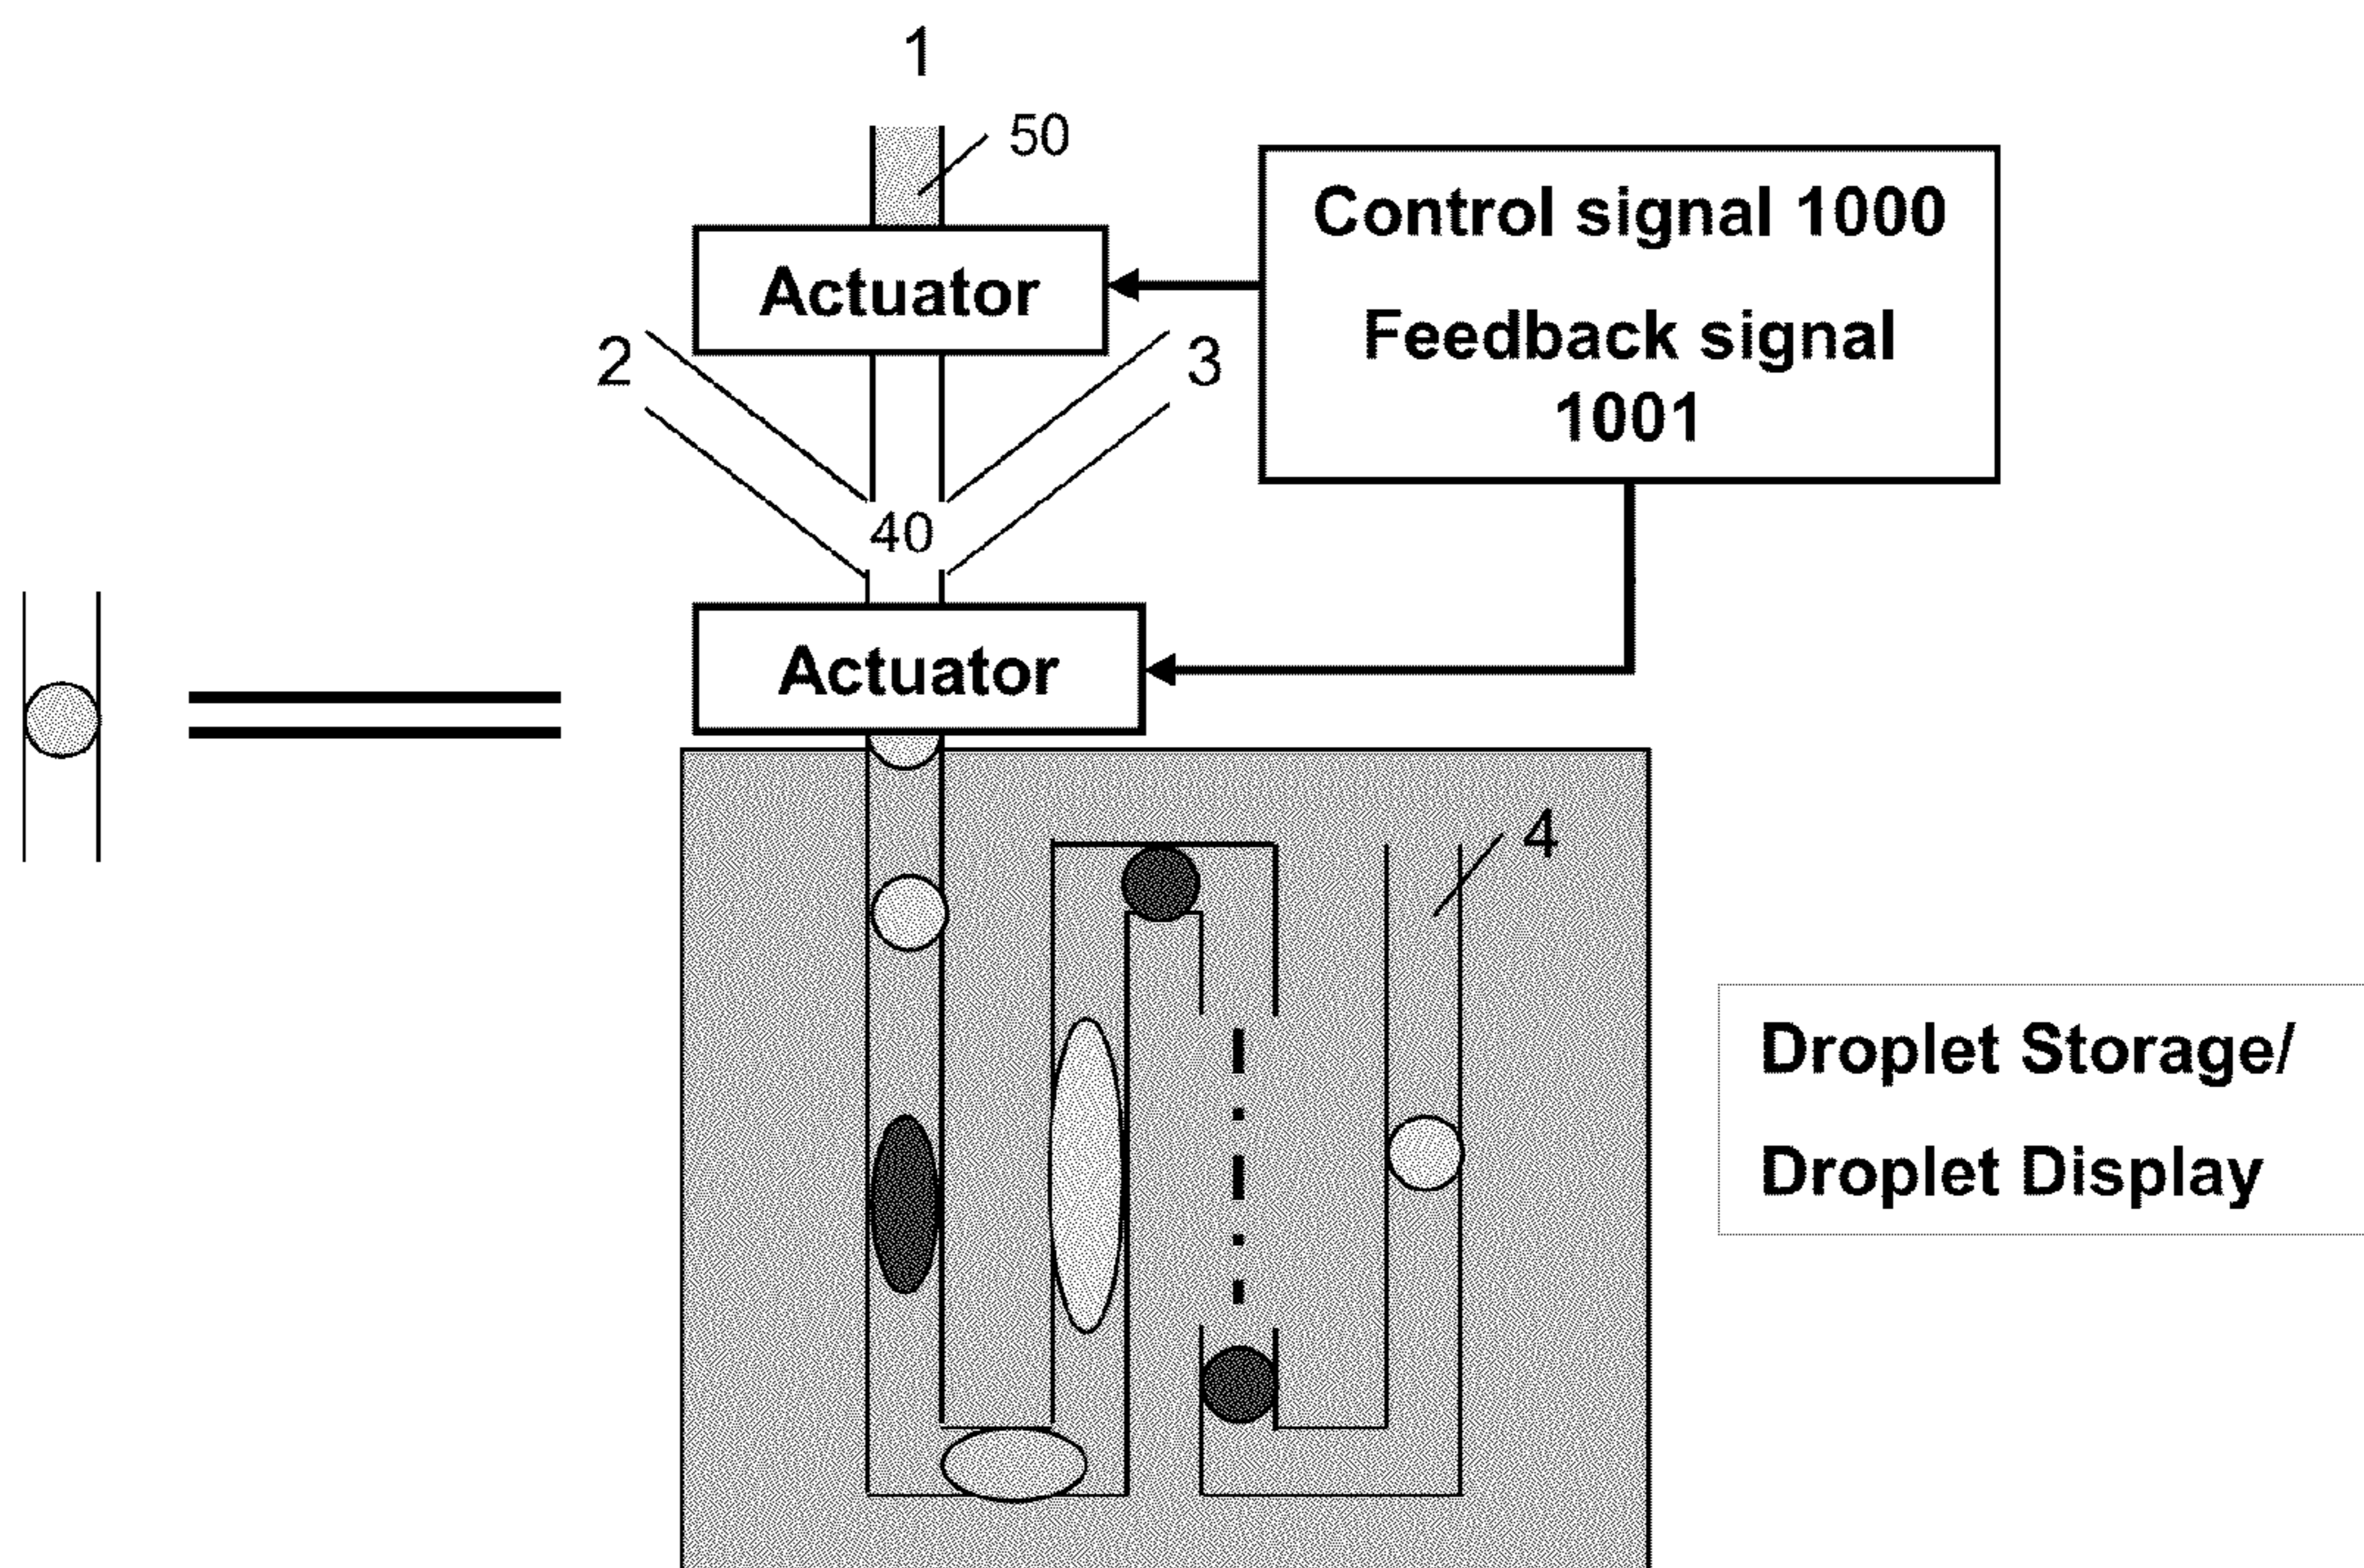 1
50
Control signal 1000
Actuator
Feedback signal
1001
2
3
40
Actuator
4
Droplet Storage/
Droplet Display